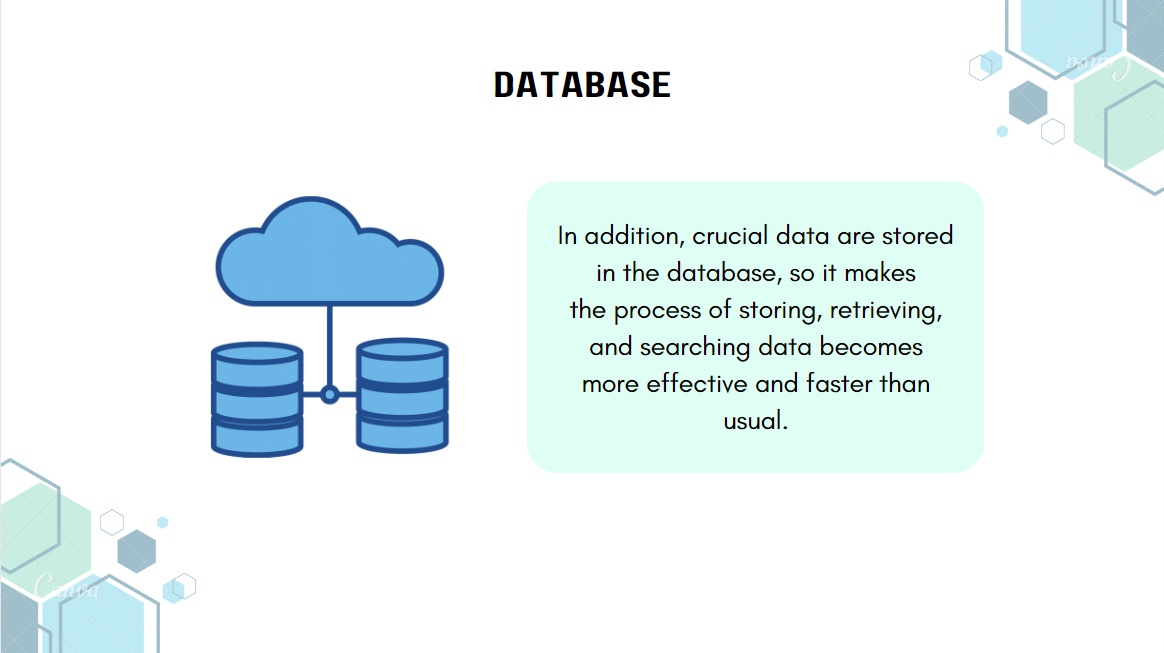 DATABASE
In addition, crucial data are stored
in the database, so it makes
the process of storing, retrieving,
and searching data becomes
more effective and faster than
usual.
Canva
Canva